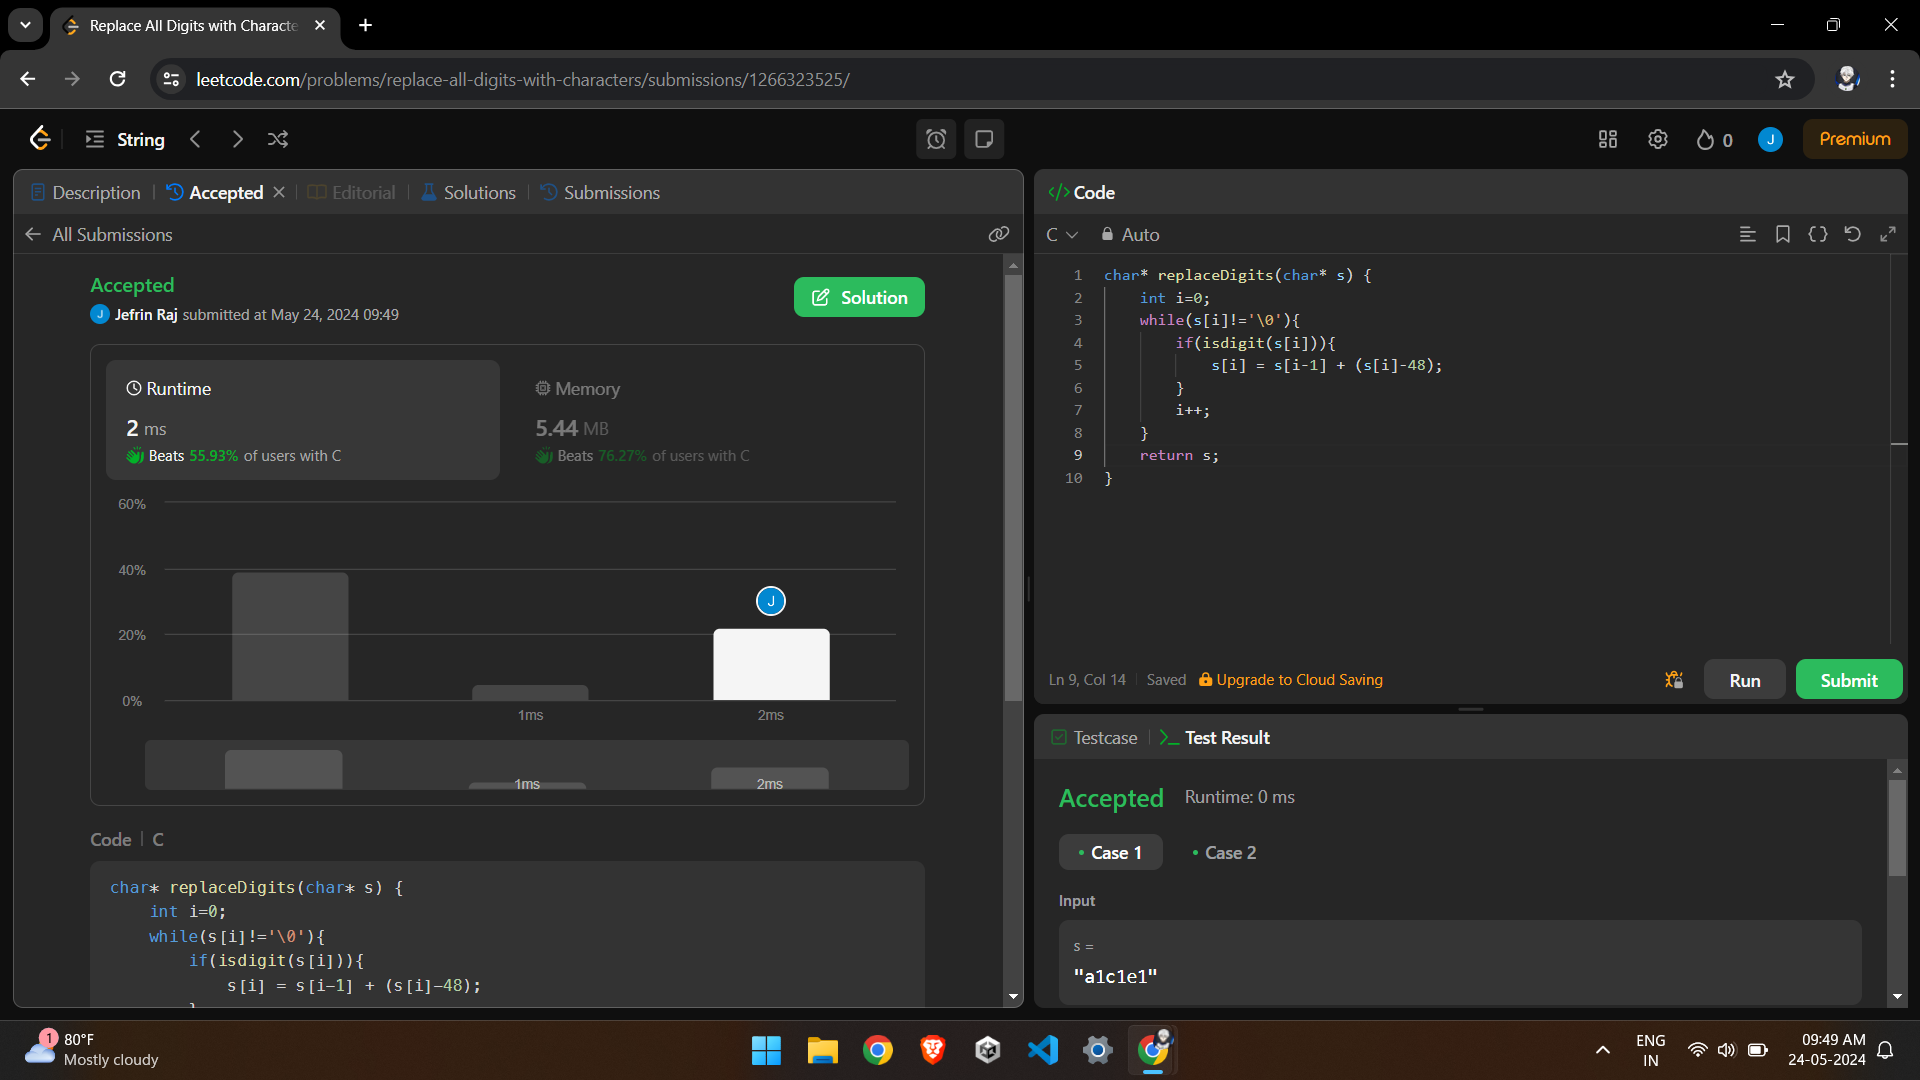 Replace All Digits with Characte
leetcode.com/problems/replace-all-digits-with-characters/submissions/1266323525/
String
0
J
Premium
Description
Accepted
Editorial
Solutions
Submissions
All Submissions
Accepted
Solution
J Jefrin Raj submitted at May 24, 2024 09:49
Runtime
2 ms
Beats 55.93% of users with C
Memory
5.44 MB
Beats 76.27% of users with C
60%
40%
20%
0%
J
1ms
2ms
1ms
2ms
Code | C
char* replaceDigits(char* s) {
int i=0;
while(s[i]!='\0'){
if(isdigit(s[i])){
s[i] = s[i-1] + (s[i]-48);
}
</> Code
C
Auto
1 char* replaceDigits(char* s) {
2 int i=0;
3 while(s[i]!='\0'){
4 if(isdigit(s[i])){
5 s[i] = s[i-1] + (s[i]-48);
6 }
7 i++;
8 }
9 return s;
10 }
Ln 9, Col 14 | Saved
Upgrade to Cloud Saving
Run
Submit
Testcase
Test Result
Accepted
Runtime: 0 ms
Case 1
Case 2
Input
s =
"a1c1e1"
1
80°F
Mostly cloudy
ENG
IN
09:49 AM
24-05-2024